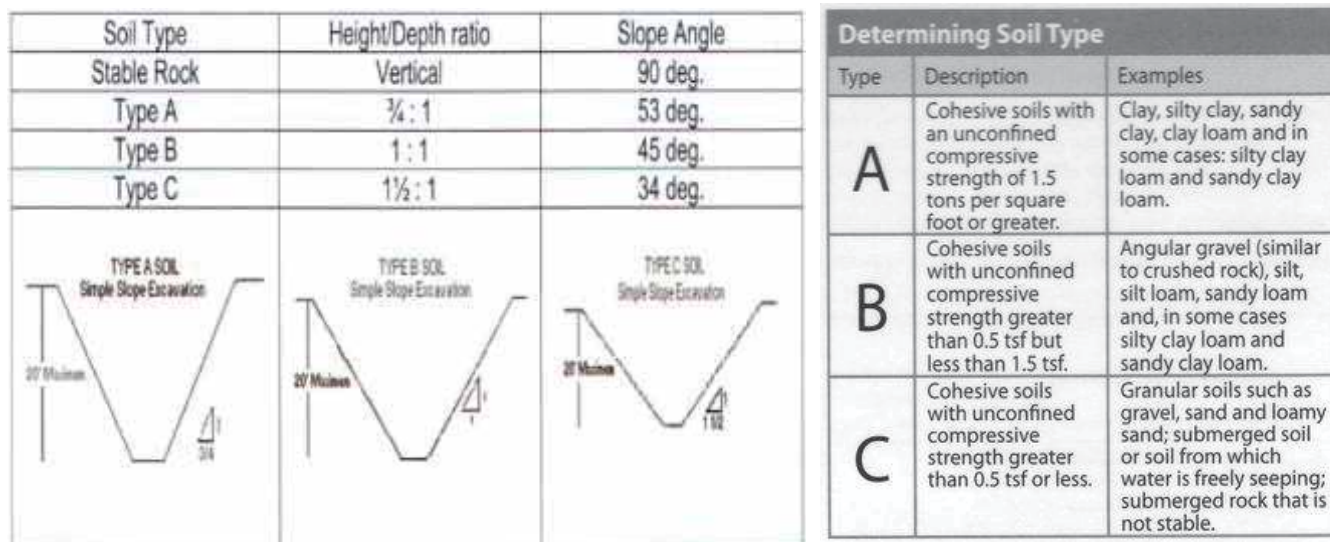 Soil Type Height/Depth ratio Slope Angle
Stable Rock Vertical 90 deg.
Type A ¾ : 1 53 deg.
Type B 1 : 1 45 deg.
Type C 1½ : 1 34 deg.
TYPE A SOIL
Simple Slope Excavation
20' Maximum
1
3/4
TYPE B SOIL
Simple Slope Excavation
20' Maximum
1
1
TYPE C SOIL
Simple Slope Excavation
20' Maximum
1
1 1/2
Determining Soil Type
Type Description Examples
A
Cohesive soils with
an unconfined
compressive
strength of 1.5
tons per square
foot or greater.
Clay, silty clay, sandy
clay, clay loam and in
some cases: silty clay
loam and sandy clay
loam.
B
Cohesive soils
with unconfined
compressive
strength greater
than 0.5 tsf but
less than 1.5 tsf.
Angular gravel (similar
to crushed rock), silt,
silt loam, sandy loam
and, in some cases
silty clay loam and
sandy clay loam.
C
Cohesive soils
with unconfined
compressive
strength greater
than 0.5 tsf or less.
Granular soils such as
gravel, sand and loamy
sand; submerged soil
or soil from which
water is freely seeping;
submerged rock that is
not stable.